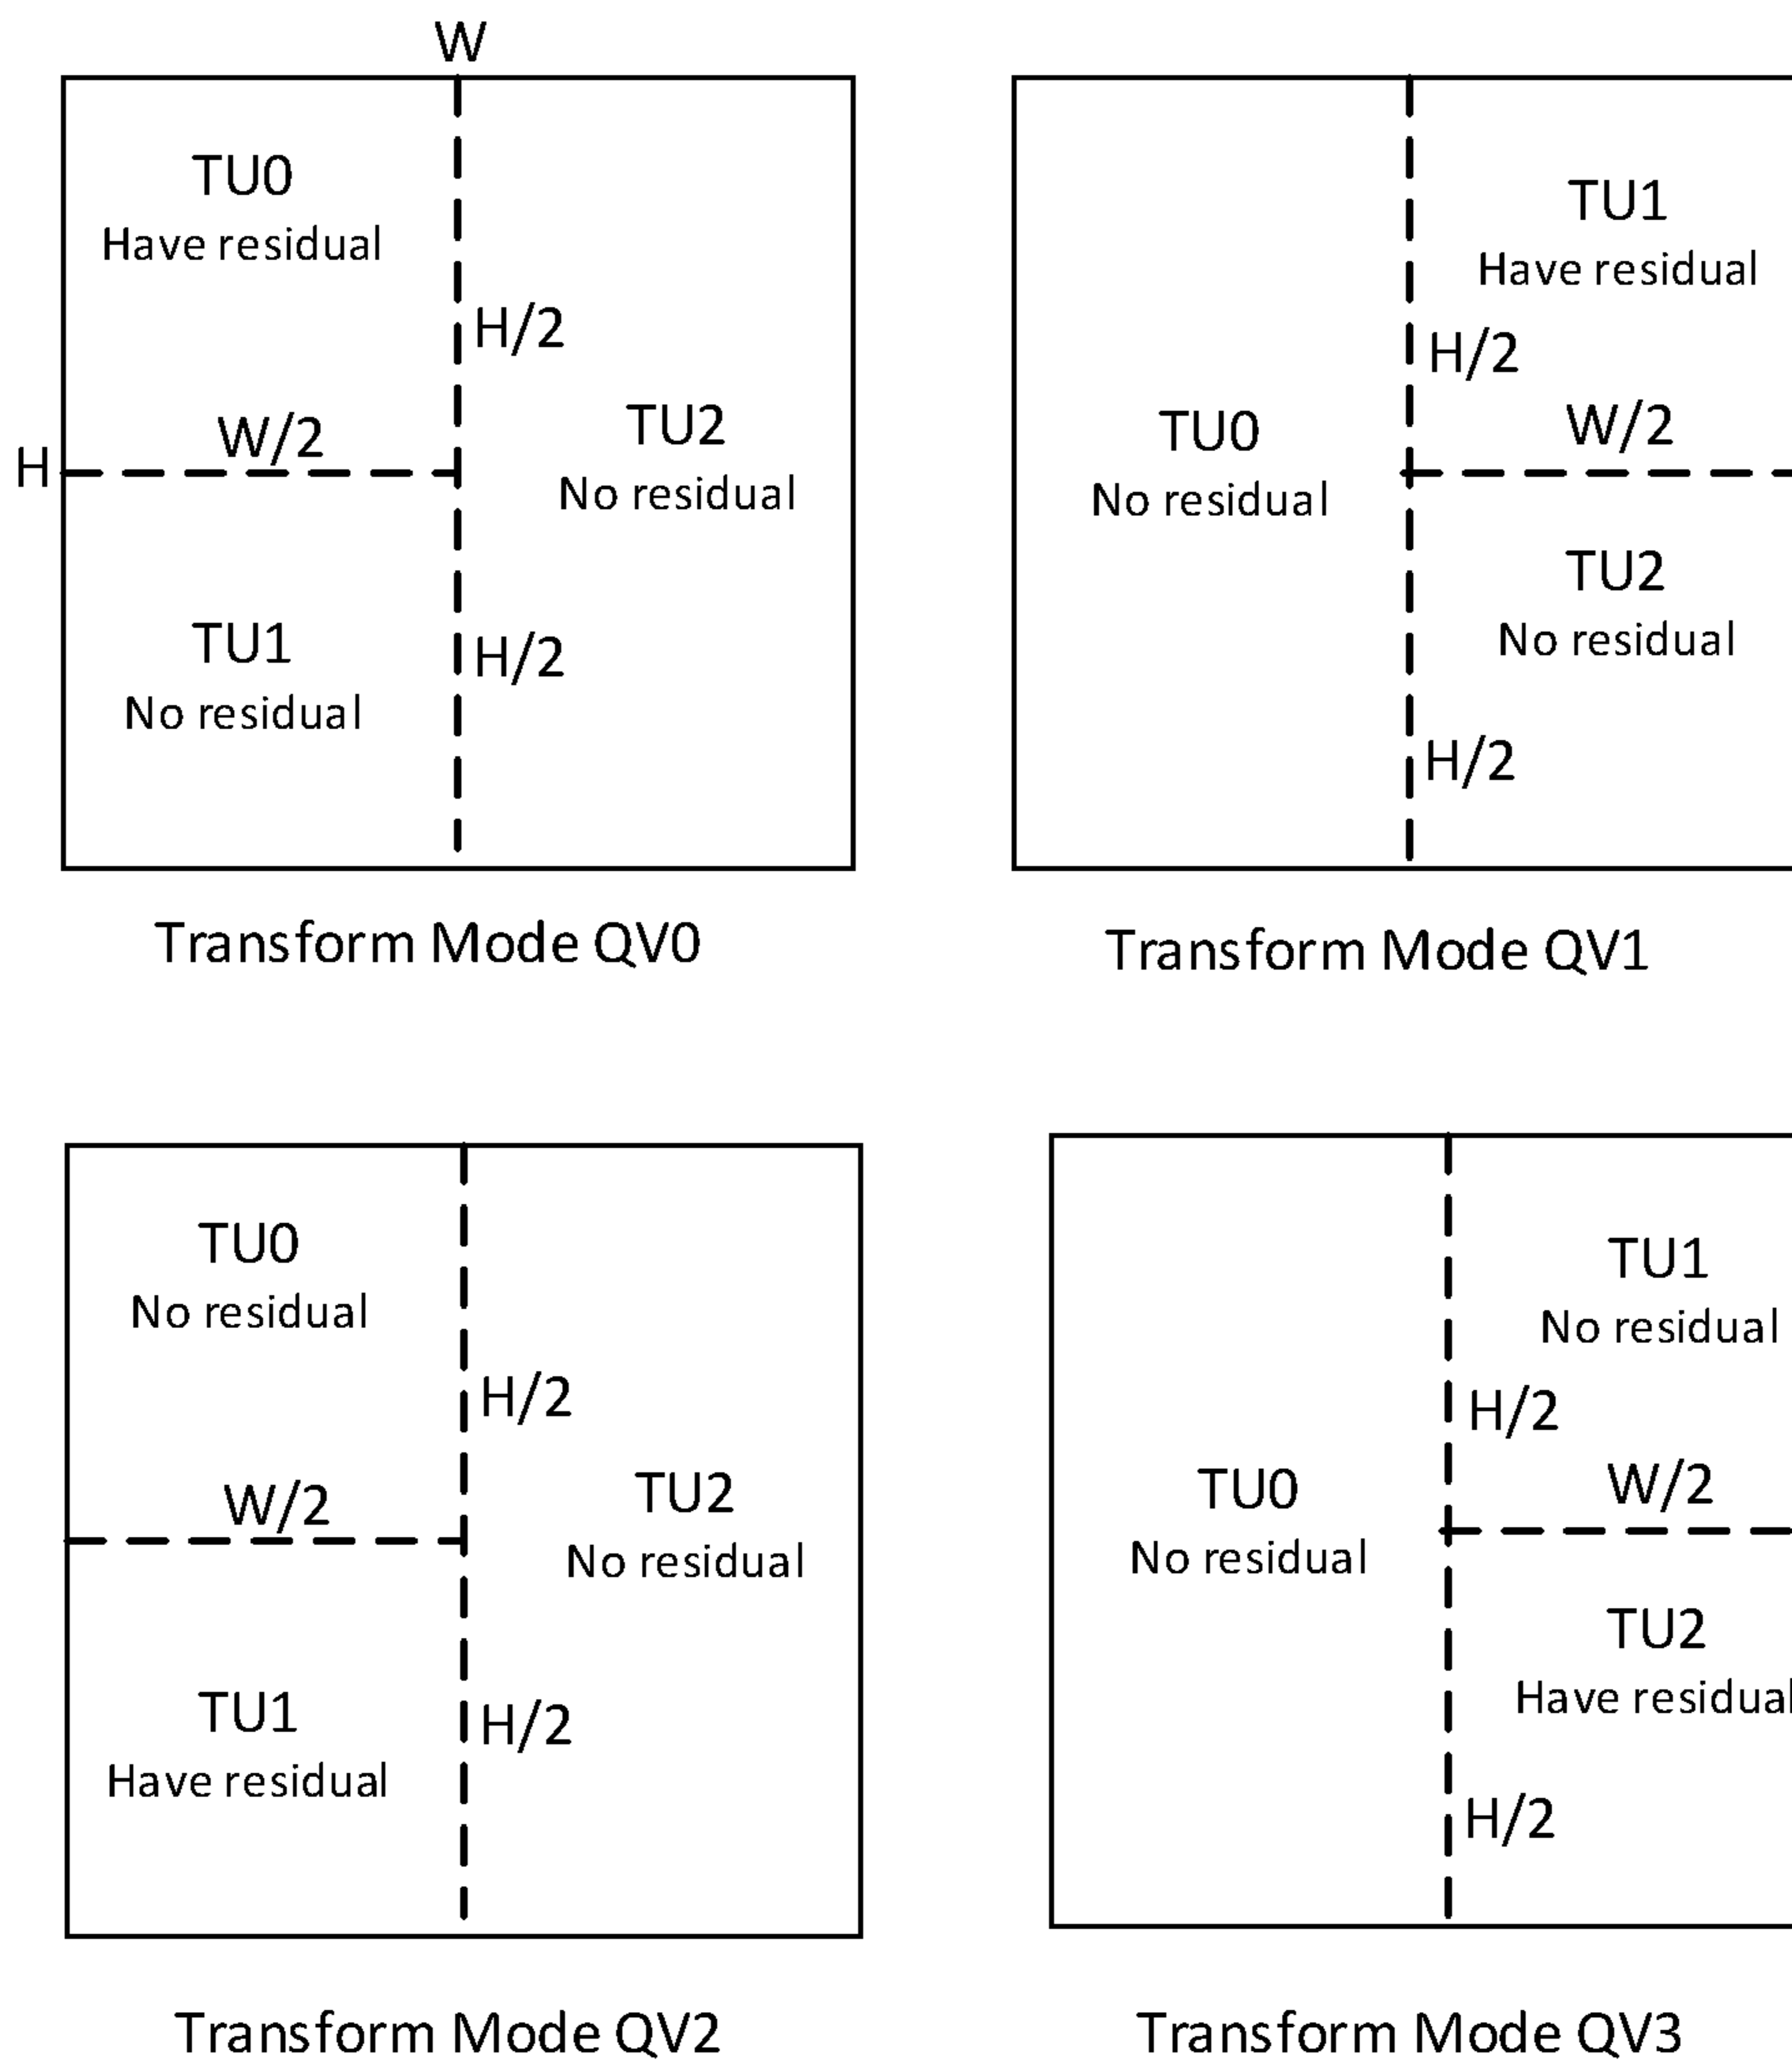 W
TU0
Have residual
H/2
W/2
H
TU2
No residual
TU1
No residual
H/2
Transform Mode QV0
TU1
Have residual
H/2
W/2
TU0
No residual
TU2
No residual
H/2
Transform Mode QV1
TU0
No residual
H/2
W/2
TU2
No residual
TU1
Have residual
H/2
Transform Mode QV2
TU1
No residual
H/2
W/2
TU0
No residual
TU2
Have residual
H/2
Transform Mode QV3